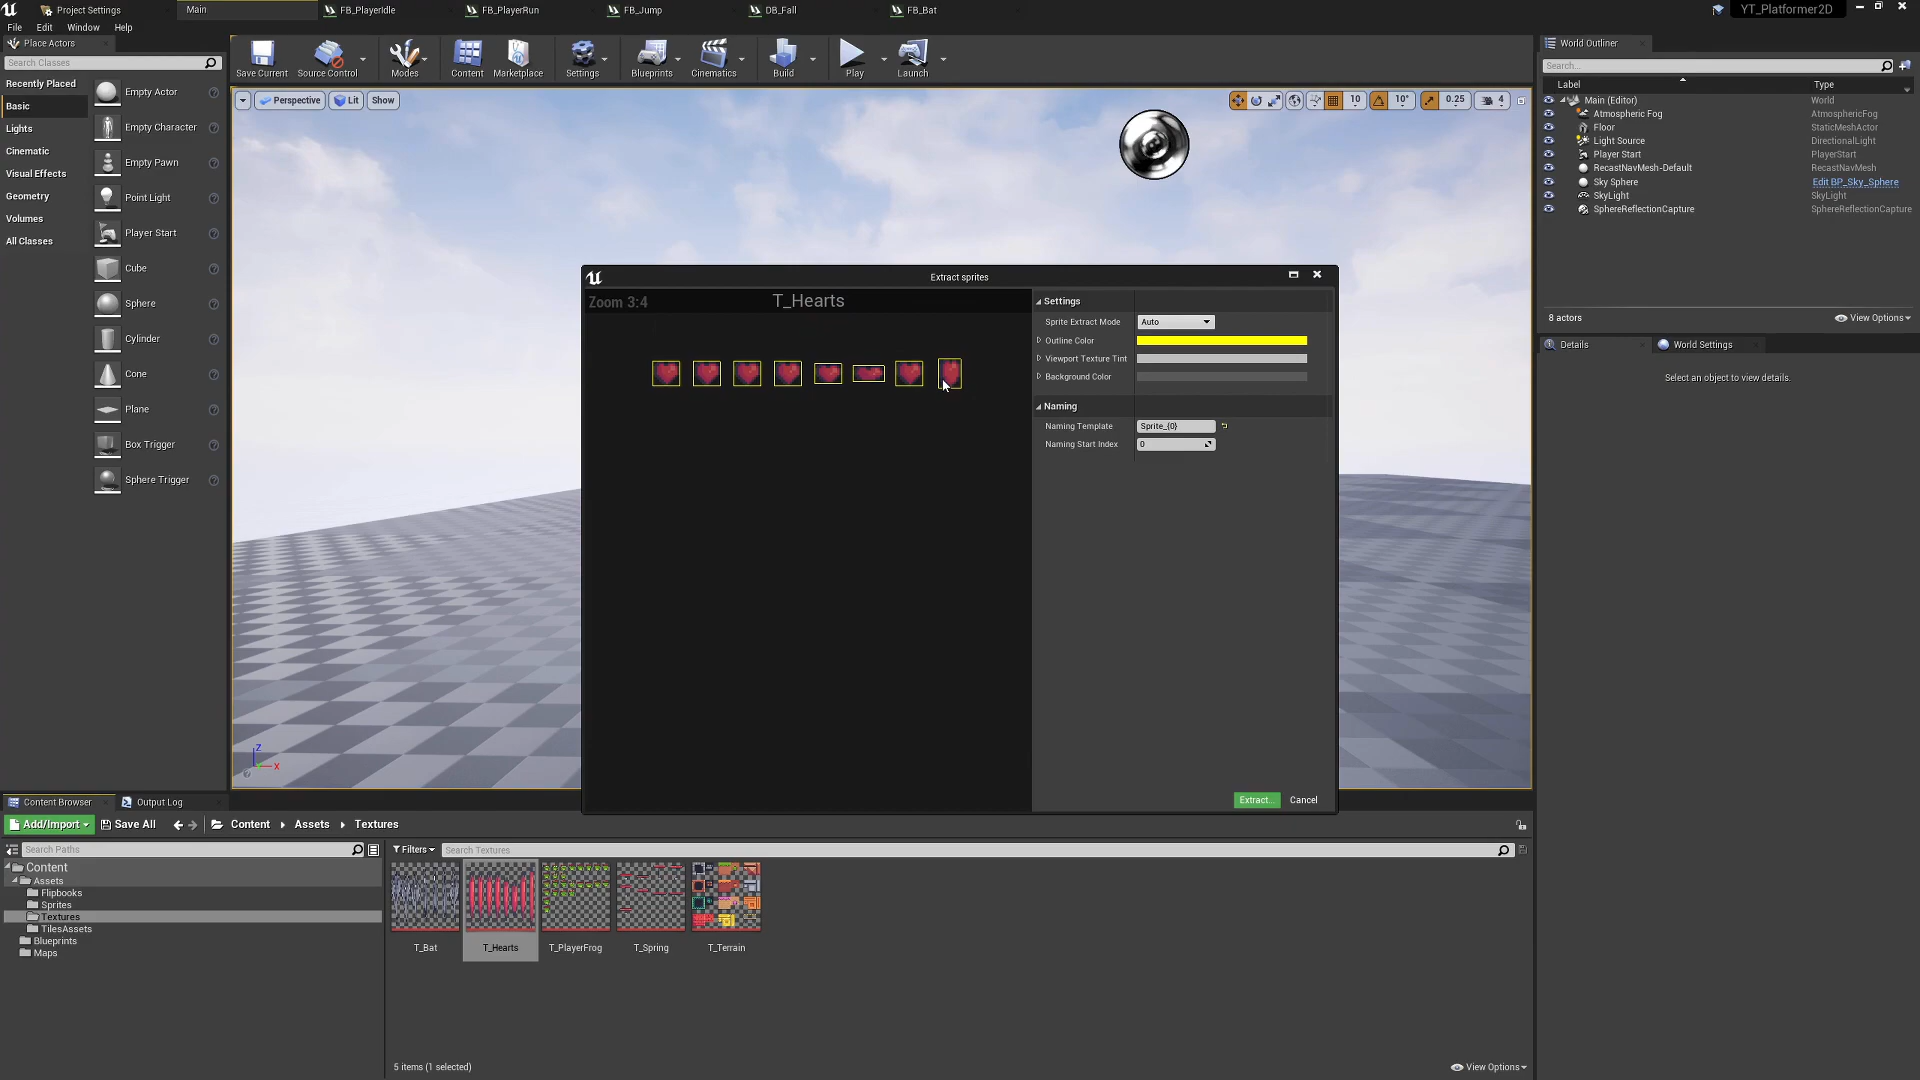 Project Settings
Main
FB_PlayerIdle
FB_PlayerRun
FB_Jump
DB_Fall
FB_Bat
YT_Platformer2D
File Edit Window Help
Place Actors
Search Classes
Recently Placed
Basic
Lights
Cinematic
Visual Effects
Geometry
Volumes
All Classes
Empty Actor
Empty Character
Empty Pawn
Point Light
Player Start
Cube
Sphere
Cylinder
Cone
Plane
Box Trigger
Sphere Trigger
Save Current
Source Control
Modes
Content
Marketplace
Settings
Blueprints
Cinematics
Build
Play
Launch
Perspective Lit Show
10 10° 0.25 4
Z
X
Extract sprites
Zoom 3:4
T_Hearts
Settings
Sprite Extract Mode Auto
Outline Color
Viewport Texture Tint
Background Color
Naming
Naming Template Sprite_{0}
Naming Start Index 0
Extract... Cancel
World Outliner
Search...
Label Type
Main (Editor) World
Atmospheric Fog AtmosphericFog
Floor StaticMeshActor
Light Source DirectionalLight
Player Start PlayerStart
RecastNavMesh-Default RecastNavMesh
Sky Sphere Edit BP_Sky_Sphere
SkyLight SkyLight
SphereReflectionCapture SphereReflectionCapture
8 actors View Options
Details World Settings
Select an object to view details.
Content Browser Output Log
Add/Import Save All Content Assets Textures
Search Paths
Content
Assets
Flipbooks
Sprites
Textures
TilesAssets
Blueprints
Maps
Filters Search Textures
T_Bat
T_Hearts
T_PlayerFrog
T_Spring
T_Terrain
5 items (1 selected) View Options